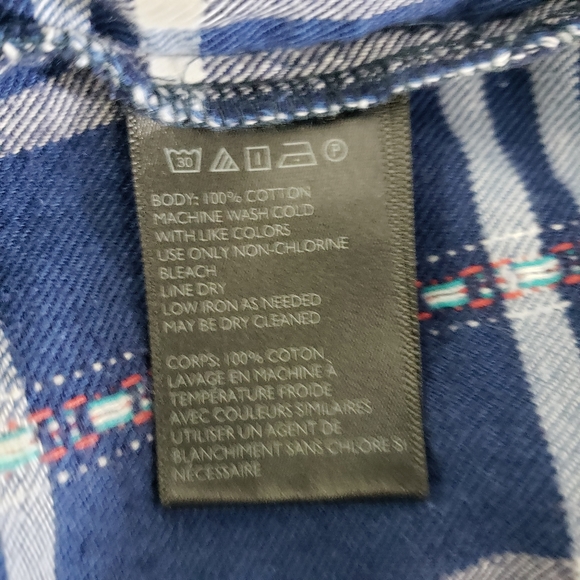 30 P
BODY: 100% COTTON
MACHINE WASH COLD
WITH LIKE COLORS
USE ONLY NON-CHLORINE
BLEACH
LINE DRY
LOW IRON AS NEEDED
MAY BE DRY CLEANED
CORPS: 100% COTON
LAVAGE EN MACHINE À
TEMPÉRATURE FROIDE
AVEC COULEURS SIMILAIRES
UTILISER UN AGENT DE
BLANCHIMENT SANS CHLORE SI
NÉCESSAIRE